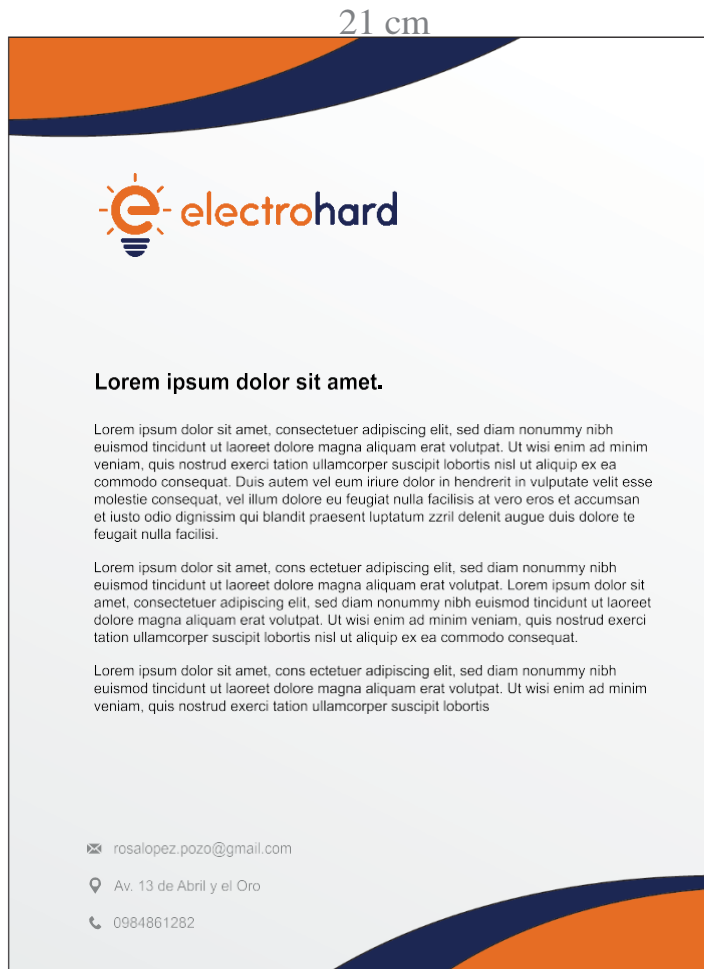 21 cm
electrohard
Lorem ipsum dolor sit amet.
Lorem ipsum dolor sit amet, consectetuer adipiscing elit, sed diam nonummy nibh
euismod tincidunt ut laoreet dolore magna aliquam erat volutpat. Ut wisi enim ad minim
veniam, quis nostrud exerci tation ullamcorper suscipit lobortis nisl ut aliquip ex ea
commodo consequat. Duis autem vel eum iriure dolor in hendrerit in vulputate velit esse
molestie consequat, vel illum dolore eu feugiat nulla facilisis at vero eros et accumsan
et iusto odio dignissim qui blandit praesent luptatum zzril delenit augue duis dolore te
feugait nulla facilisi.
Lorem ipsum dolor sit amet, cons ectetuer adipiscing elit, sed diam nonummy nibh
euismod tincidunt ut laoreet dolore magna aliquam erat volutpat. Lorem ipsum dolor sit
amet, consectetuer adipiscing elit, sed diam nonummy nibh euismod tincidunt ut laoreet
dolore magna aliquam erat volutpat. Ut wisi enim ad minim veniam, quis nostrud exerci
tation ullamcorper suscipit lobortis nisl ut aliquip ex ea commodo consequat.
Lorem ipsum dolor sit amet, cons ectetuer adipiscing elit, sed diam nonummy nibh
euismod tincidunt ut laoreet dolore magna aliquam erat volutpat. Ut wisi enim ad minim
veniam, quis nostrud exerci tation ullamcorper suscipit lobortis
rosalopez.pozo@gmail.com
Av. 13 de Abril y el Oro
0984861282